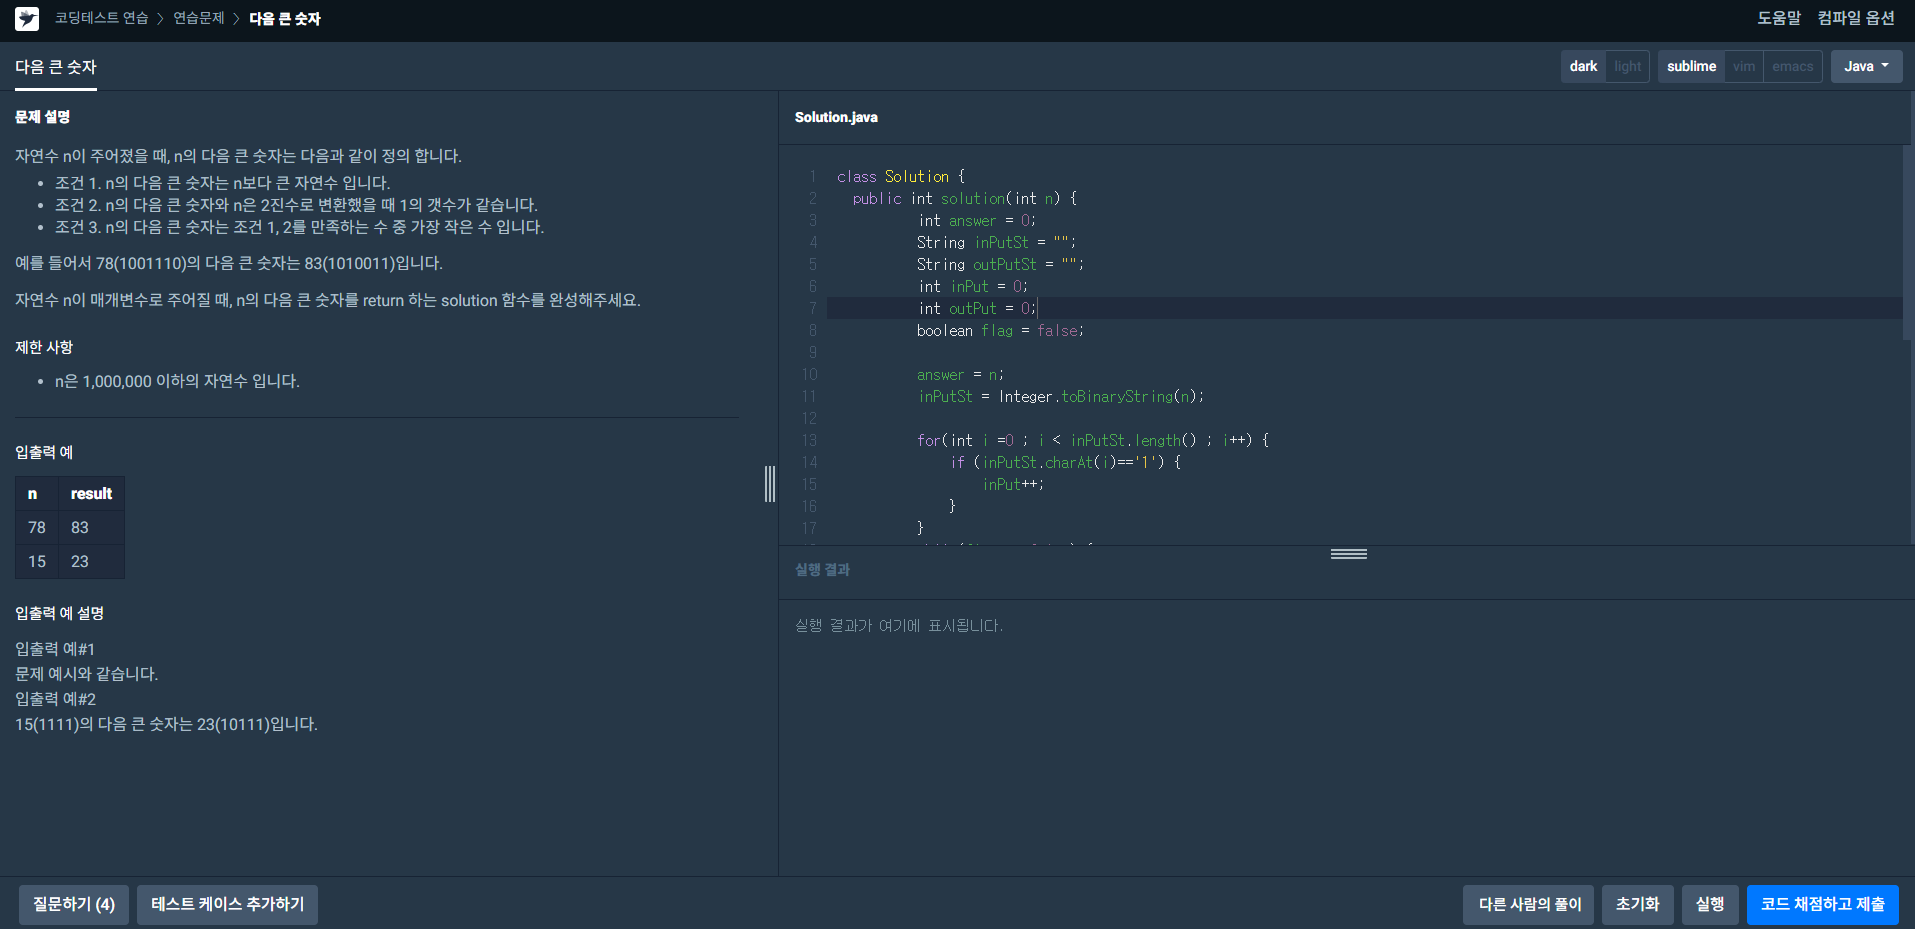 코딩테스트 연습 > 연습문제 > 다음 큰 숫자
도움말 컴파일 옵션
다음 큰 숫자
dark light sublime vim emacs Java
문제 설명
자연수 n이 주어졌을 때, n의 다음 큰 숫자는 다음과 같이 정의 합니다.
• 조건 1. n의 다음 큰 숫자는 n보다 큰 자연수 입니다.
• 조건 2. n의 다음 큰 숫자와 n은 2진수로 변환했을 때 1의 갯수가 같습니다.
• 조건 3. n의 다음 큰 숫자는 조건 1, 2를 만족하는 수 중 가장 작은 수 입니다.
예를 들어서 78(1001110)의 다음 큰 숫자는 83(1010011)입니다.
자연수 n이 매개변수로 주어질 때, n의 다음 큰 숫자를 return 하는 solution 함수를 완성해주세요.
제한 사항
• n은 1,000,000 이하의 자연수 입니다.
입출력 예
n result
78 83
15 23
입출력 예 설명
입출력 예#1
문제 예시와 같습니다.
입출력 예#2
15(1111)의 다음 큰 숫자는 23(10111)입니다.
Solution.java
1 class Solution {
2 public int solution(int n) {
3 int answer = 0;
4 String inPutSt = "";
5 String outPutSt = "";
6 int inPut = 0;
7 int outPut = 0;
8 boolean flag = false;
9
10 answer = n;
11 inPutSt = Integer.toBinaryString(n);
12
13 for(int i =0 ; i < inPutSt.length() ; i++) {
14 if (inPutSt.charAt(i)=='1') {
15 inPut++;
16 }
17 }
실행 결과
실행 결과가 여기에 표시됩니다.
질문하기 (4) 테스트 케이스 추가하기
다른 사람의 풀이 초기화 실행 코드 채점하고 제출